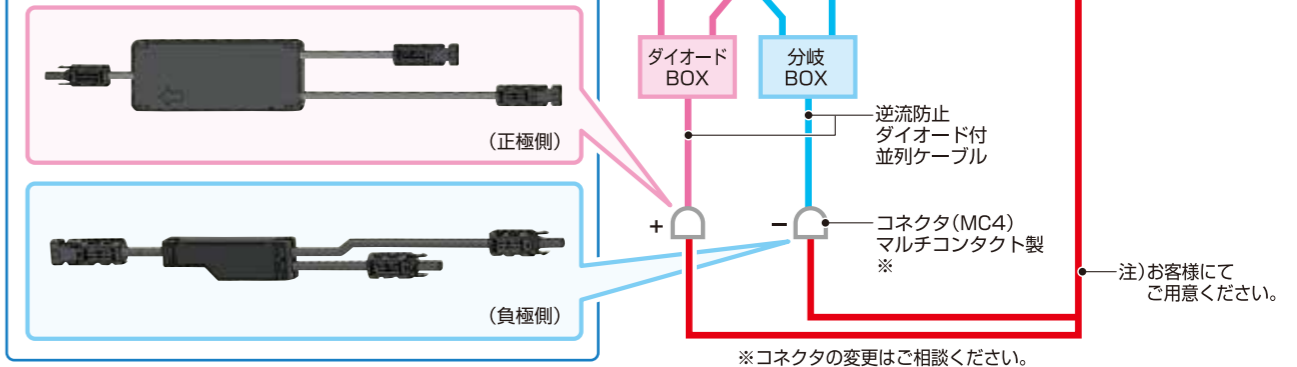 (正極側)
(負極側)
ダイオード
BOX
分岐
BOX
逆流防止
ダイオード付
並列ケーブル
+
−
コネクタ(MC4)
マルチコンタクト製
※
注)お客様にて
ご用意ください。
※コネクタの変更はご相談ください。